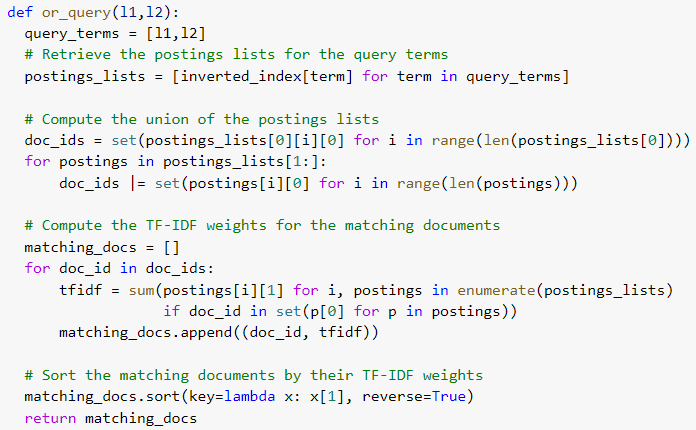 def or_query(l1,l2):
  query_terms = [l1,l2]
  # Retrieve the postings lists for the query terms
  postings_lists = [inverted_index[term] for term in query_terms]

  # Compute the union of the postings lists
  doc_ids = set(postings_lists[0][i][0] for i in range(len(postings_lists[0])))
  for postings in postings_lists[1:]:
      doc_ids |= set(postings[i][0] for i in range(len(postings)))

  # Compute the TF-IDF weights for the matching documents
  matching_docs = []
  for doc_id in doc_ids:
      tfidf = sum(postings[i][1] for i, postings in enumerate(postings_lists)
                  if doc_id in set(p[0] for p in postings))
      matching_docs.append((doc_id, tfidf))

  # Sort the matching documents by their TF-IDF weights
  matching_docs.sort(key=lambda x: x[1], reverse=True)
  return matching_docs